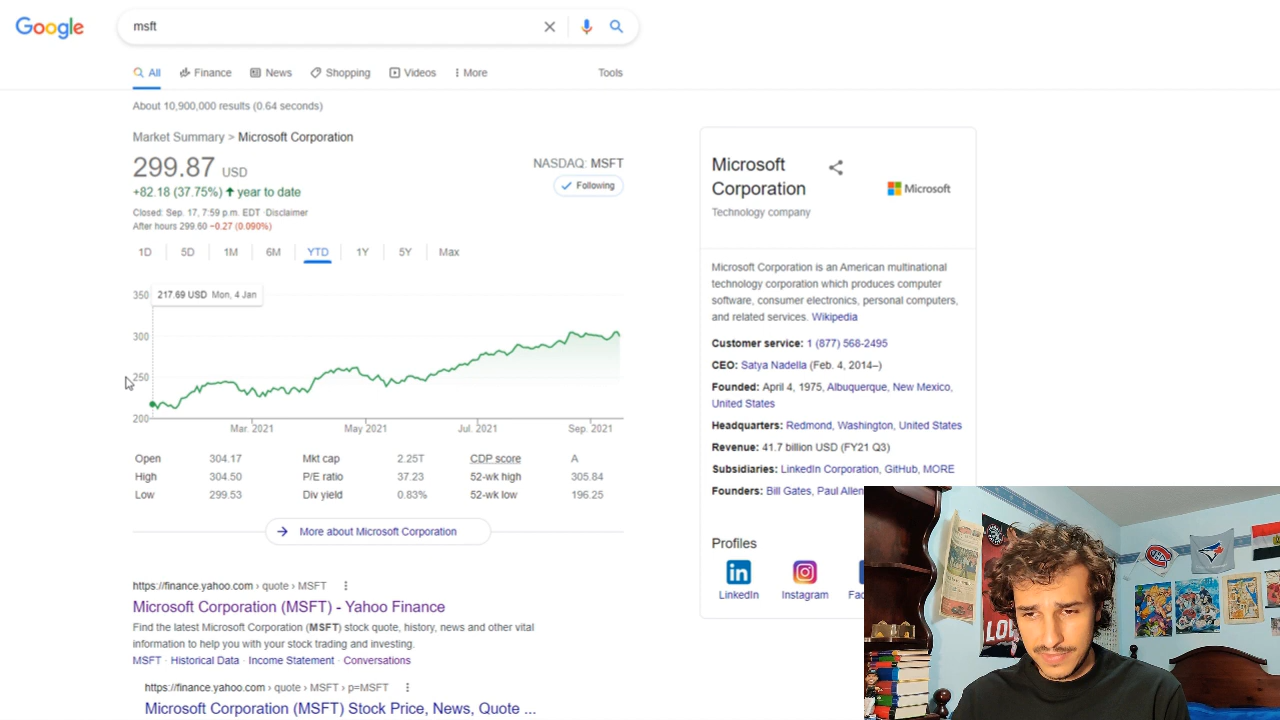 Google
msft
All
Finance
News
Shopping
Videos
More
Tools
About 10,900,000 results (0.64 seconds)
Market Summary > Microsoft Corporation
299.87 USD
NASDAQ: MSFT
+82.18 (37.75%) ↑ year to date
Following
Closed: Sep. 17, 7:59 p.m. EDT · Disclaimer
After hours 299.60 −0.27 (0.090%)
1D
5D
1M
6M
YTD
1Y
5Y
Max
217.69 USD Mon, 4 Jan
350
300
250
200
Mar. 2021
May 2021
Jul. 2021
Sep. 2021
Open 304.17 Mkt cap 2.25T CDP score A
High 304.50 P/E ratio 37.23 52-wk high 305.84
Low 299.53 Div yield 0.83% 52-wk low 196.25
More about Microsoft Corporation
https://finance.yahoo.com › quote › MSFT
Microsoft Corporation (MSFT) - Yahoo Finance
Find the latest Microsoft Corporation (MSFT) stock quote, history, news and other vital
information to help you with your stock trading and investing.
MSFT · Historical Data · Income Statement · Conversations
https://finance.yahoo.com › quote › MSFT › p=MSFT
Microsoft Corporation (MSFT) Stock Price, News, Quote ...
Microsoft
Corporation
Microsoft
Technology company
Microsoft Corporation is an American multinational
technology corporation which produces computer
software, consumer electronics, personal computers,
and related services. Wikipedia
Customer service: 1 (877) 568-2495
CEO: Satya Nadella (Feb. 4, 2014–)
Founded: April 4, 1975, Albuquerque, New Mexico,
United States
Headquarters: Redmond, Washington, United States
Revenue: 41.7 billion USD (FY21 Q3)
Subsidiaries: LinkedIn Corporation, GitHub, MORE
Founders: Bill Gates, Paul Allen
Profiles
LinkedIn
Instagram